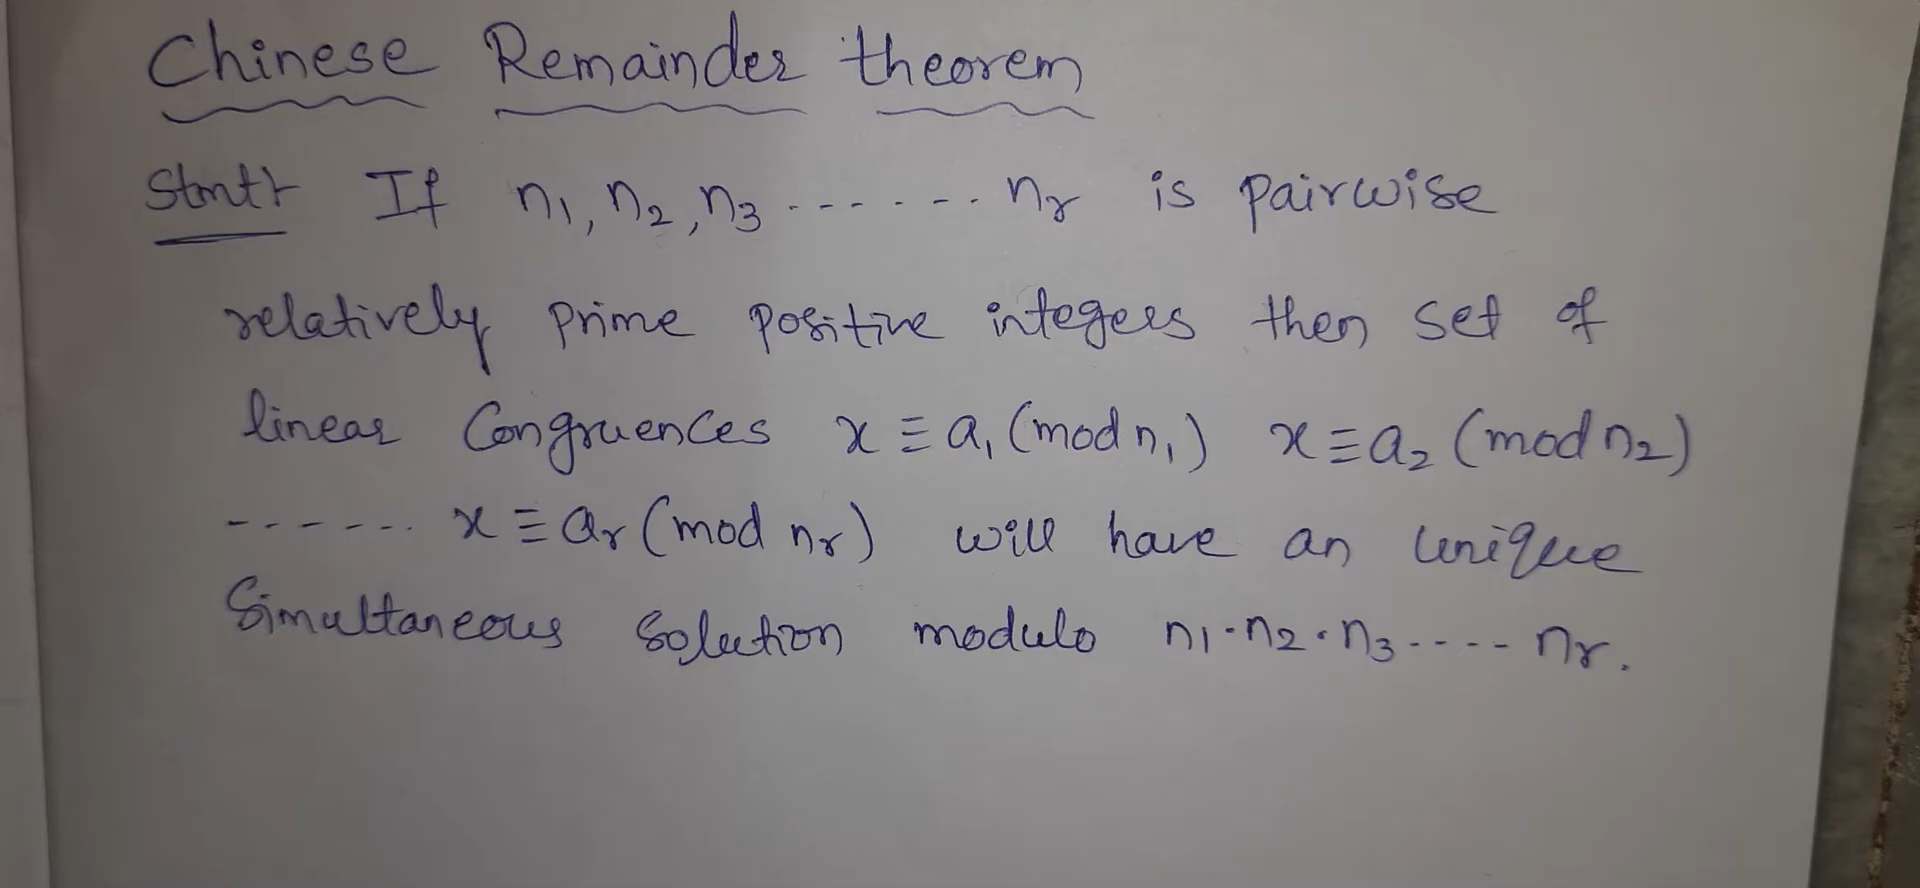 Chinese Remainder theorem
Stmt:- If n₁, n₂, n₃ ------- nᵣ is pairwise
relatively prime positive integers then set of
linear Congruences x ≡ a₁ (mod n₁) x ≡ a₂ (mod n₂)
------ x ≡ aᵣ (mod nᵣ) will have an unique
Simultaneous Solution modulo n₁·n₂·n₃---- nᵣ.